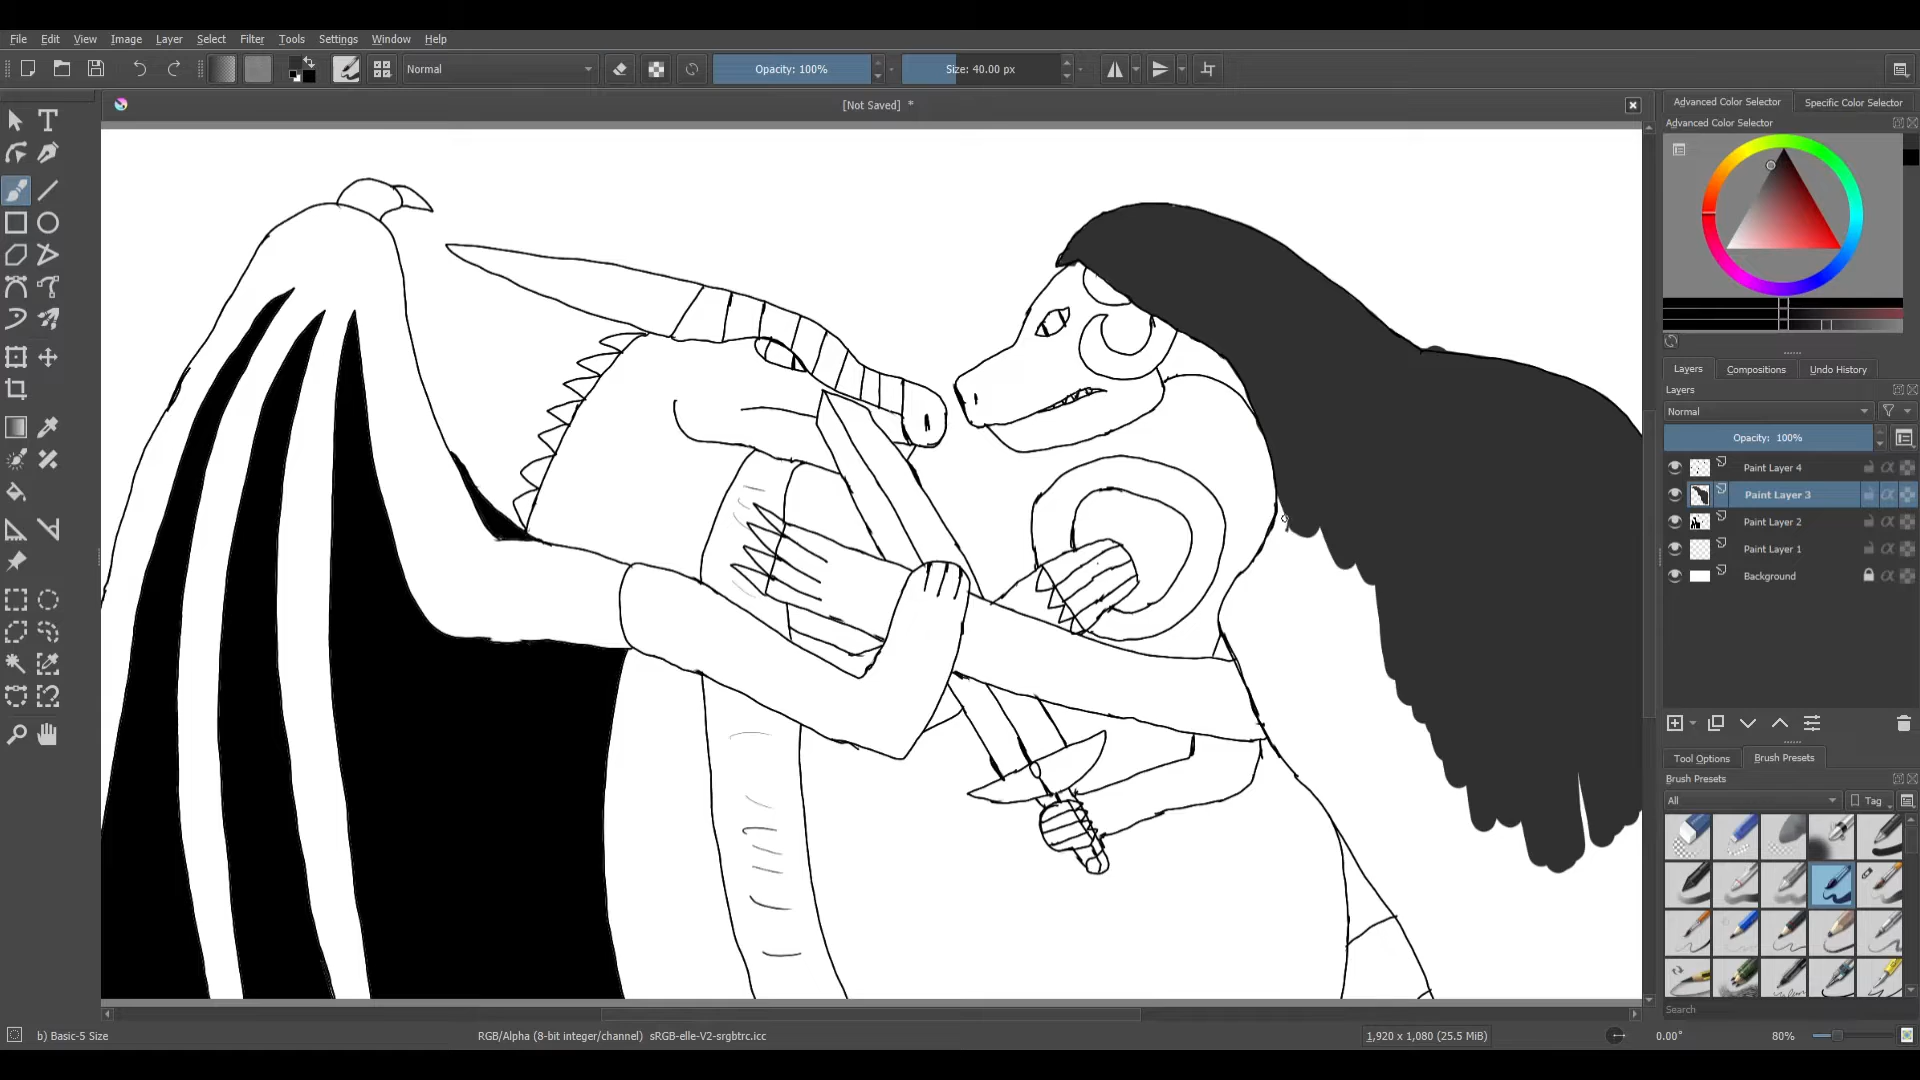 File Edit View Image Layer Select Filter Tools Settings Window Help
Normal Opacity: 100% Size: 40.00 px
[Not Saved] *
Advanced Color Selector Specific Color Selector
Advanced Color Selector
Layers Compositions Undo History
Layers
Normal
Opacity: 100%
Paint Layer 4
Paint Layer 3
Paint Layer 2
Paint Layer 1
Background
Tool Options Brush Presets
Brush Presets
All Tag
Search
b) Basic-5 Size RGB/Alpha (8-bit integer/channel) sRGB-elle-V2-srgbtrc.icc 1,920 x 1,080 (25.5 MiB) 0.00° 80%